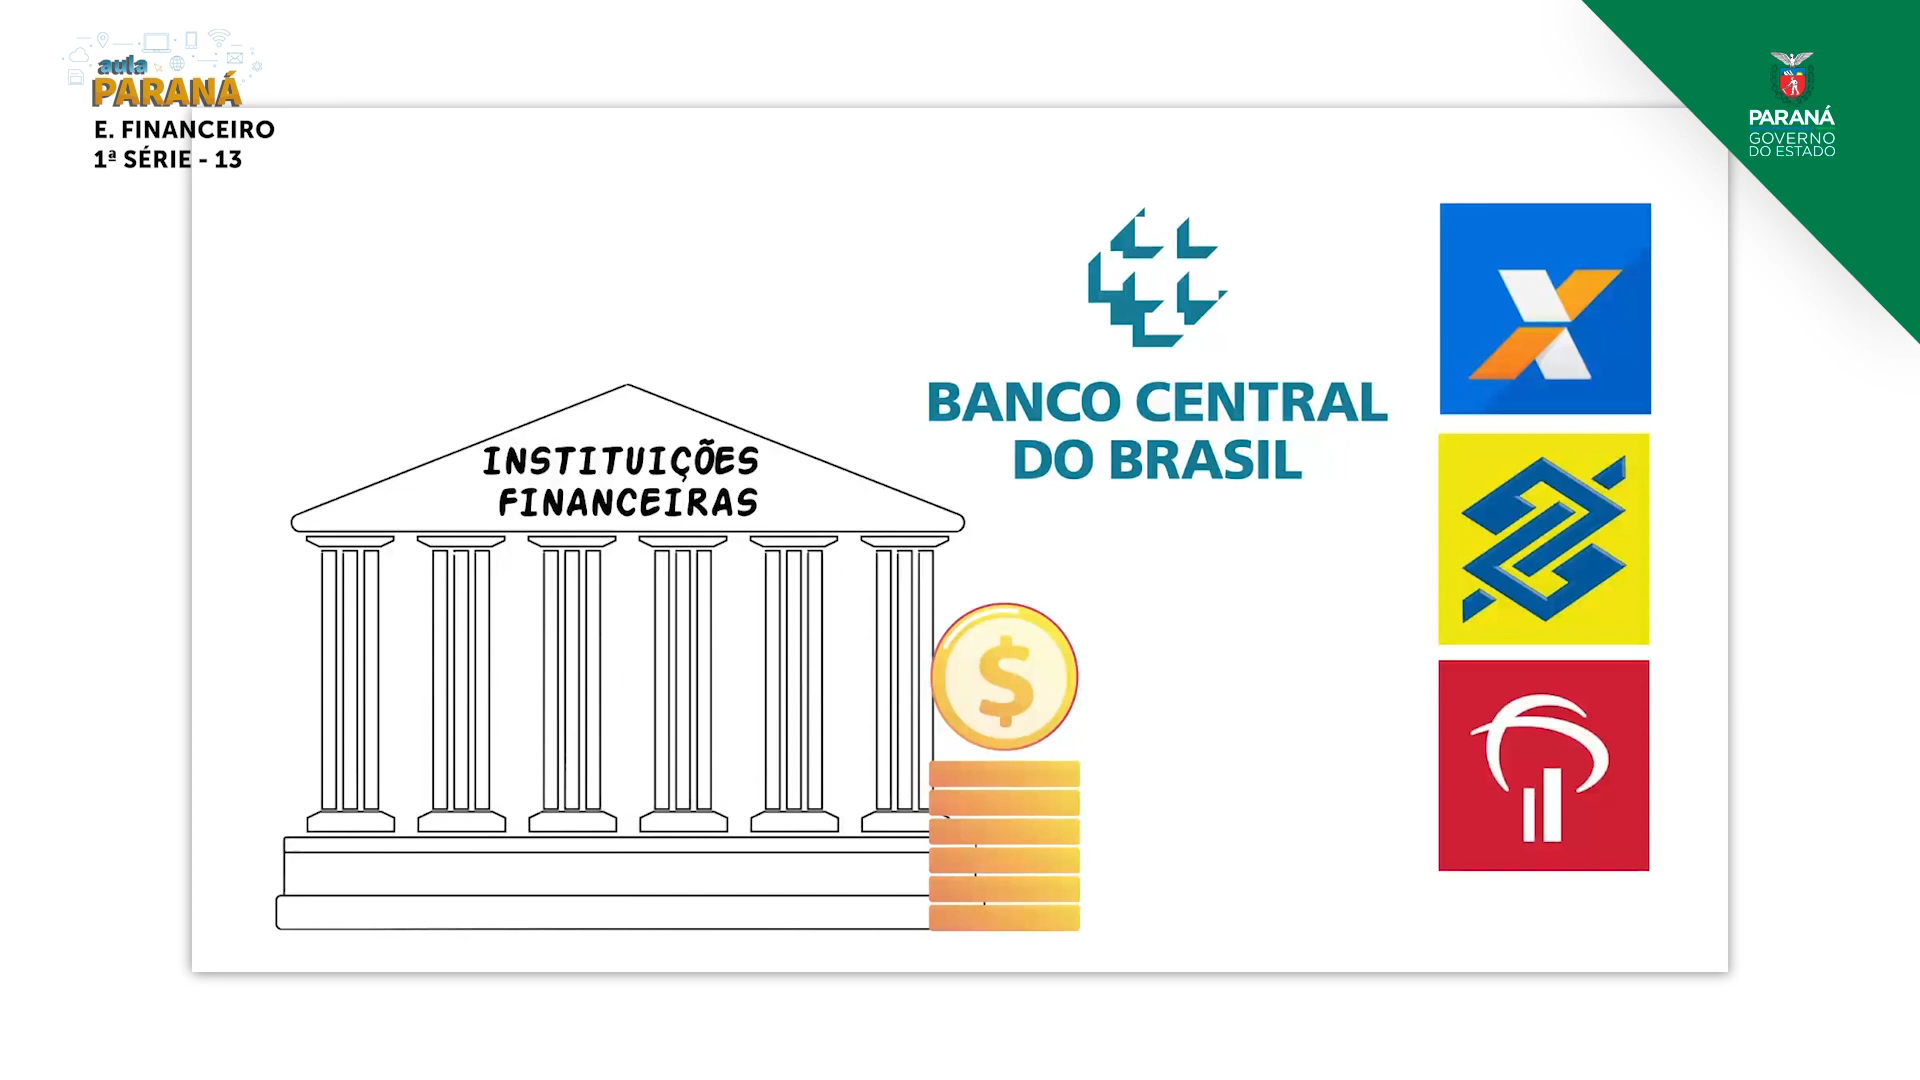 aula
PARANÁ
E. FINANCEIRO
1ª SÉRIE - 13
PARANÁ
GOVERNO
DO ESTADO
BANCO CENTRAL
DO BRASIL
INSTITUIÇÕES
FINANCEIRAS
$